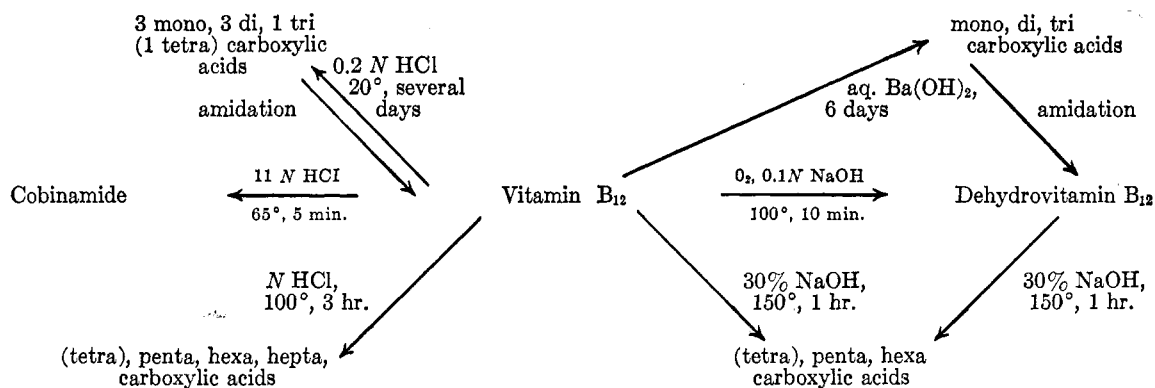 3 mono, 3 di, 1 tri
(1 tetra) carboxylic
acids
0.2 N HCl
20°, several
days
amidation
mono, di, tri
carboxylic acids
aq. Ba(OH)₂,
6 days
amidation
Cobinamide
11 N HCl
65°, 5 min.
Vitamin B₁₂
O₂, 0.1N NaOH
100°, 10 min.
Dehydrovitamin B₁₂
N HCl,
100°, 3 hr.
30% NaOH,
150°, 1 hr.
30% NaOH,
150°, 1 hr.
(tetra), penta, hexa, hepta,
carboxylic acids
(tetra), penta, hexa
carboxylic acids